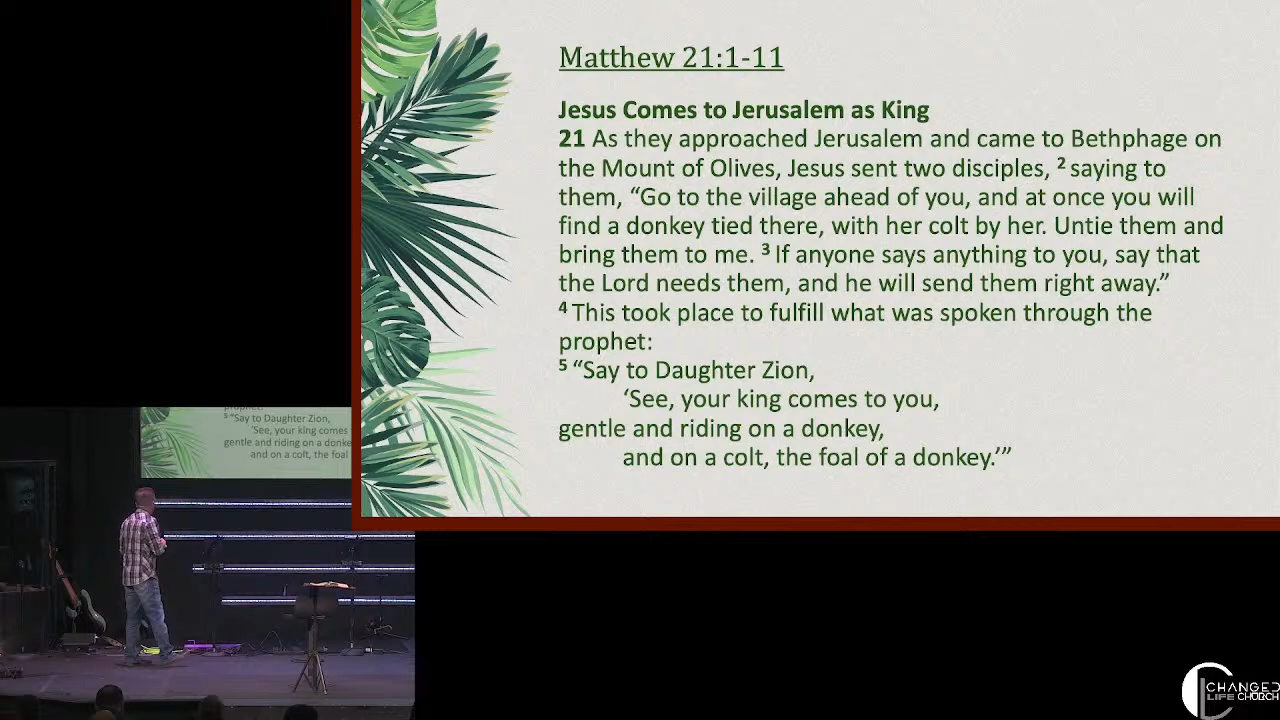 Matthew 21:1-11
Jesus Comes to Jerusalem as King
21 As they approached Jerusalem and came to Bethphage on
the Mount of Olives, Jesus sent two disciples, 2 saying to
them, “Go to the village ahead of you, and at once you will
find a donkey tied there, with her colt by her. Untie them and
bring them to me. 3 If anyone says anything to you, say that
the Lord needs them, and he will send them right away.”
4 This took place to fulfill what was spoken through the
prophet:
5 “Say to Daughter Zion,
‘See, your king comes to you,
gentle and riding on a donkey,
and on a colt, the foal of a donkey.’”
prophet:
5 “Say to Daughter Zion,
‘See, your king comes
gentle and riding on a donke
and on a colt, the foal
CHANGED
LIFE CHURCH